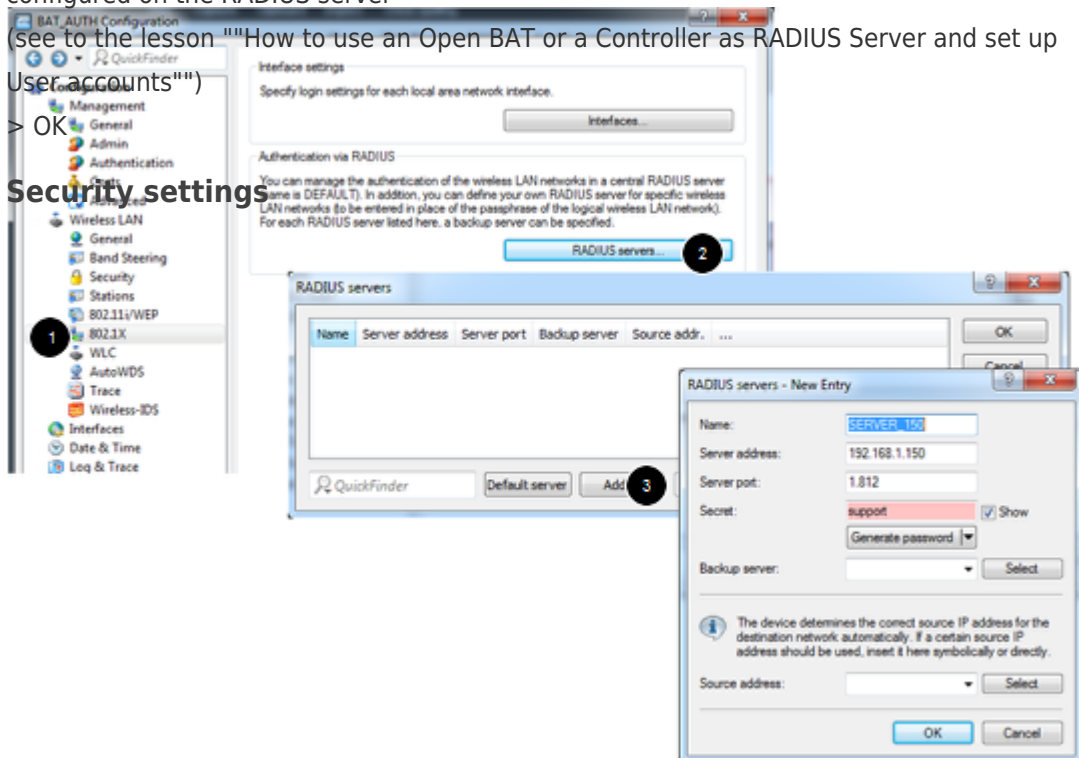 configured on the RADIUS server
BAT_AUTH Configuration
(see to the lesson ""How to use an Open BAT or a Controller as RADIUS Server and set up
User accounts"")
> OK
Security settings
QuickFinder
Configuration
Management
General
Admin
Authentication
Costs
Advanced
Wireless LAN
General
Band Steering
Security
Stations
802.11i/WEP
1
802.1X
WLC
AutoWDS
Trace
Wireless-IDS
Interfaces
Date & Time
Log & Trace
Interface settings
Specify login settings for each local area network interface.
Interfaces...
Authentication via RADIUS
You can manage the authentication of the wireless LAN networks in a central RADIUS server
name is DEFAULT). In addition, you can define your own RADIUS server for specific wireless
LAN networks (to be entered in place of the passphrase of the logical wireless LAN network).
For each RADIUS server listed here, a backup server can be specified.
RADIUS servers... 2
RADIUS servers
Name Server address Server port Backup server Source addr. ...
OK
Cancel
QuickFinder Default server Add 3
RADIUS servers - New Entry
Name: SERVER_150
Server address: 192.168.1.150
Server port: 1.812
Secret: support Show
Generate password
Backup server: Select
The device determines the correct source IP address for the
destination network automatically. If a certain source IP
address should be used, insert it here symbolically or directly.
Source address: Select
OK Cancel